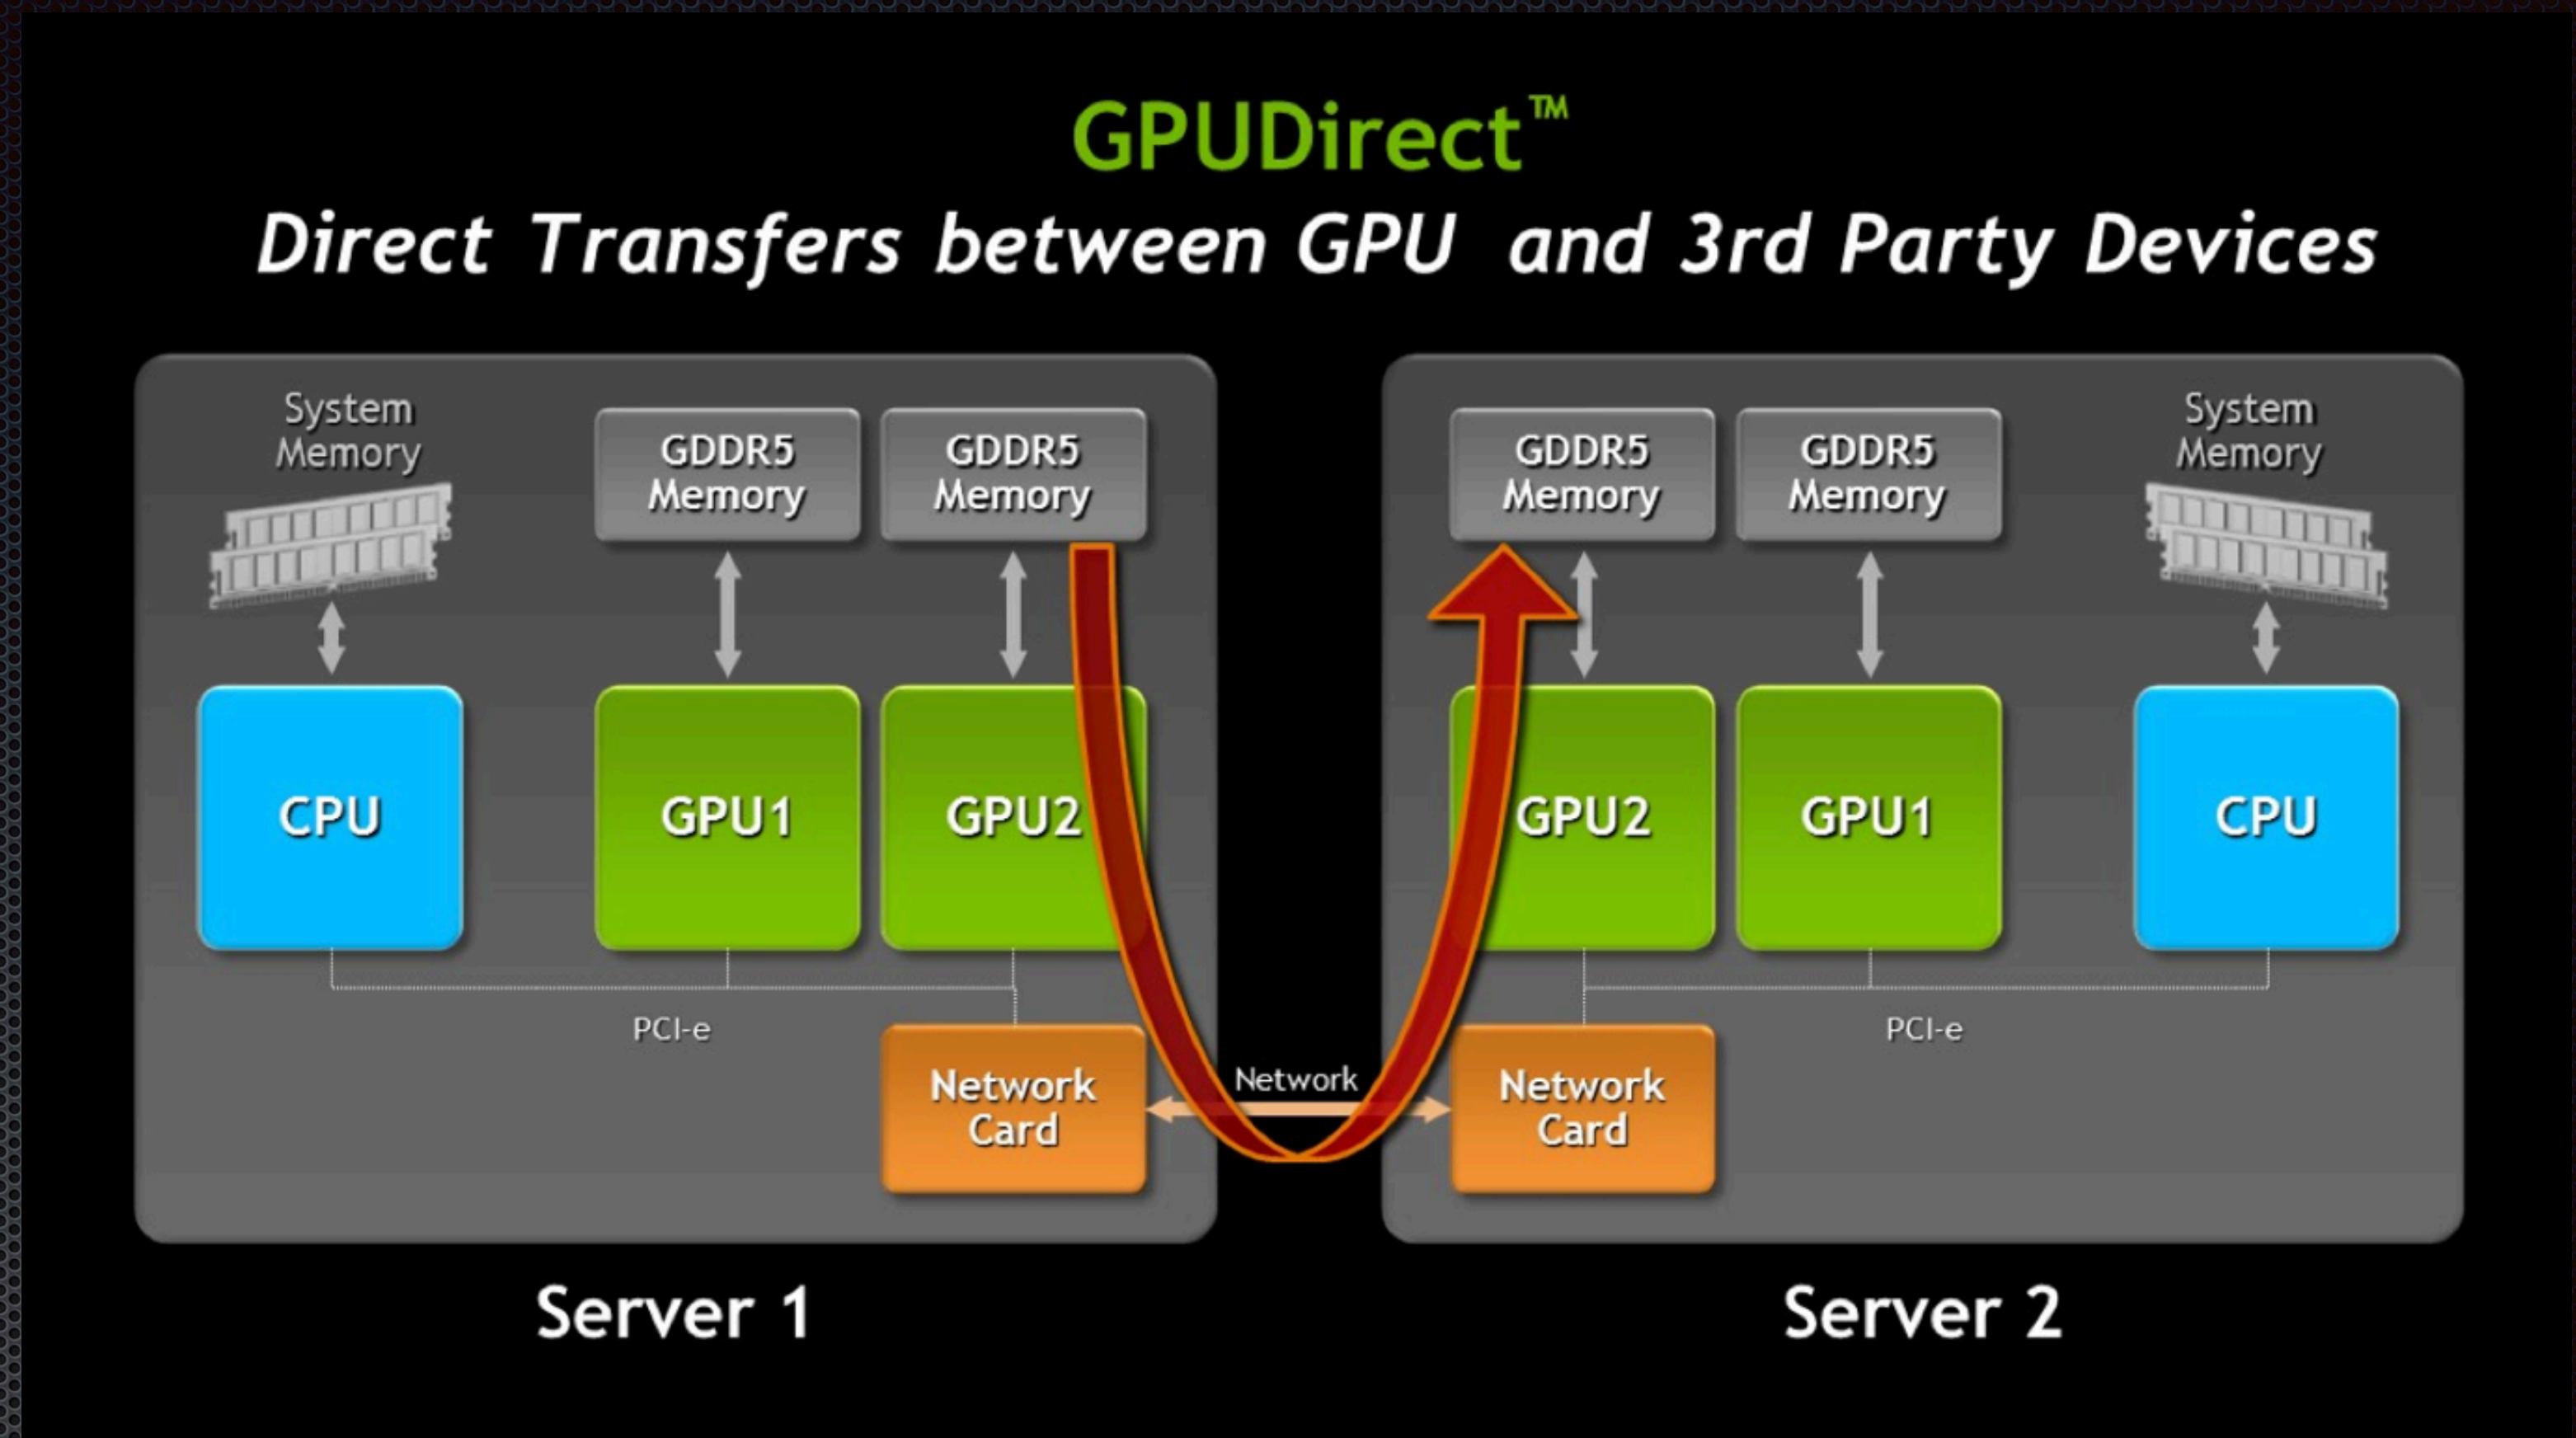 GPUDirect™
Direct Transfers between GPU and 3rd Party Devices
System
Memory
GDDR5
Memory
GDDR5
Memory
CPU
GPU1
GPU2
PCI-e
Network
Card
Server 1
Network
GDDR5
Memory
GDDR5
Memory
System
Memory
GPU2
GPU1
CPU
PCI-e
Network
Card
Server 2